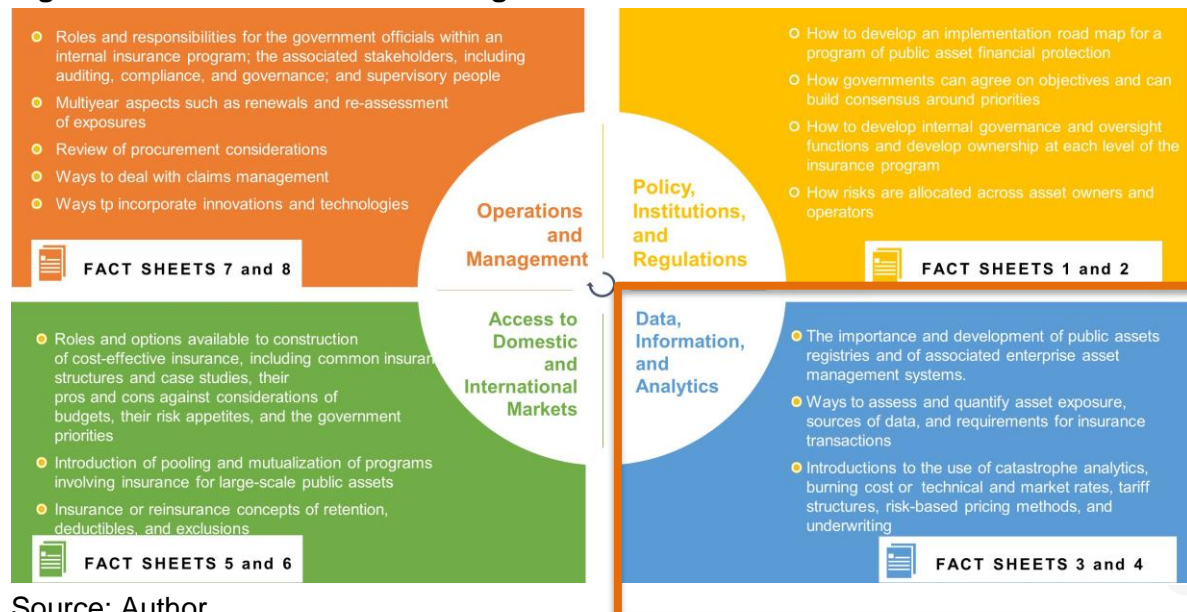 Roles and responsibilities for the government officials within an
internal insurance program; the associated stakeholders, including
auditing, compliance, and governance; and supervisory people
Multiyear aspects such as renewals and re-assessment
of exposures
Review of procurement considerations
Ways to deal with claims management
Ways tp incorporate innovations and technologies
FACT SHEETS 7 and 8
Operations
and
Management
How to develop an implementation road map for a
program of public asset financial protection
How governments can agree on objectives and can
build consensus around priorities
How to develop internal governance and oversight
functions and develop ownership at each level of the
insurance program
How risks are allocated across asset owners and
operators
FACT SHEETS 1 and 2
Policy,
Institutions,
and
Regulations
Access to
Domestic
and
International
Markets
Roles and options available to construction
of cost-effective insurance, including common insuran
structures and case studies, their
pros and cons against considerations of
budgets, their risk appetites, and the government
priorities
Introduction of pooling and mutualization of programs
involving insurance for large-scale public assets
Insurance or reinsurance concepts of retention,
deductibles, and exclusions
FACT SHEETS 5 and 6
Data,
Information,
and
Analytics
The importance and development of public assets
registries and of associated enterprise asset
management systems.
Ways to assess and quantify asset exposure,
sources of data, and requirements for insurance
transactions
Introductions to the use of catastrophe analytics,
burning cost or technical and market rates, tariff
structures, risk-based pricing methods, and
underwriting
FACT SHEETS 3 and 4
Source: Author